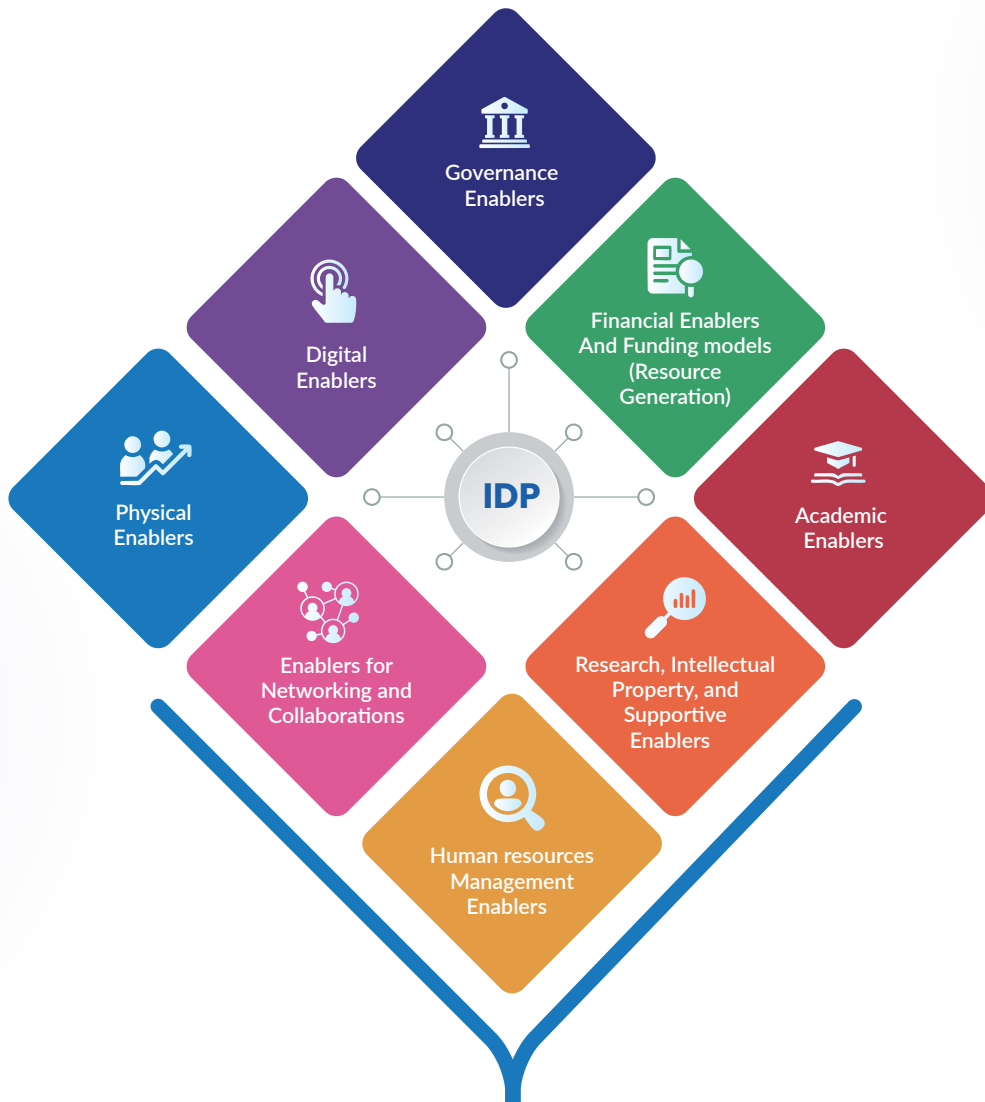 Governance
Enablers
Digital
Enablers
Financial Enablers
And Funding models
(Resource
Generation)
Physical
Enablers
IDP
Academic
Enablers
Enablers for
Networking and
Collaborations
Research, Intellectual
Property, and
Supportive
Enablers
Human resources
Management
Enablers